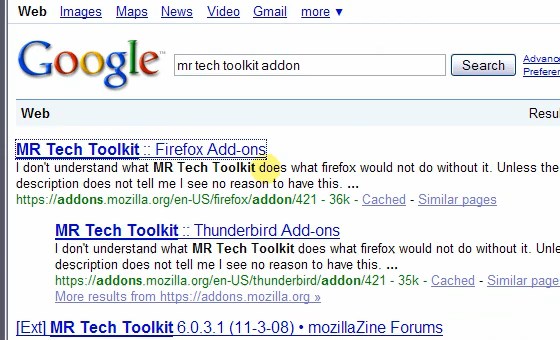 Web Images Maps News Video Gmail more ▼
Google™ mr tech toolkit addon Search Advanc
Preferen
Web Resul
MR Tech Toolkit :: Firefox Add-ons
I don't understand what MR Tech Toolkit does what firefox would not do without it. Unless the
description does not tell me I see no reason to have this. ...
https://addons.mozilla.org/en-US/firefox/addon/421 - 36k - Cached - Similar pages
MR Tech Toolkit :: Thunderbird Add-ons
I don't understand what MR Tech Toolkit does what firefox would not do without it. Unl
description does not tell me I see no reason to have this. ...
https://addons.mozilla.org/en-US/thunderbird/addon/421 - 35k - Cached - Similar page
More results from https://addons.mozilla.org »
[Ext] MR Tech Toolkit 6.0.3.1 (11-3-08) • mozillaZine Forums